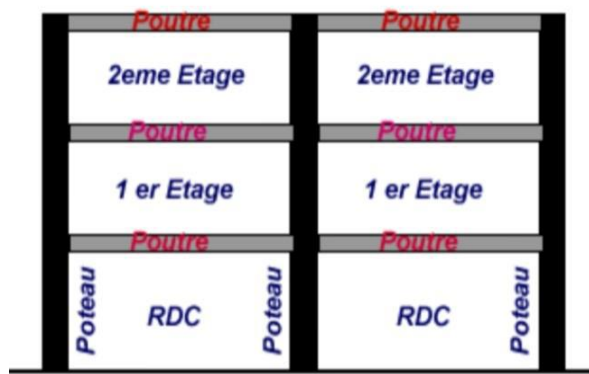 Poutre Poutre
2eme Etage 2eme Etage
Poutre Poutre
1 er Etage 1 er Etage
Poutre Poutre
Poteau RDC Poteau RDC Poteau